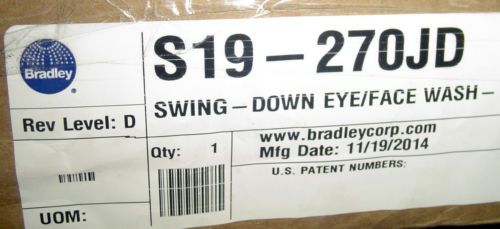 Bradley
S19-270JD
SWING-DOWN EYE/FACE WASH-
Rev Level: D
www.bradleycorp.com
Qty: 1
Mfg Date: 11/19/2014
U.S. PATENT NUMBERS:
UOM: